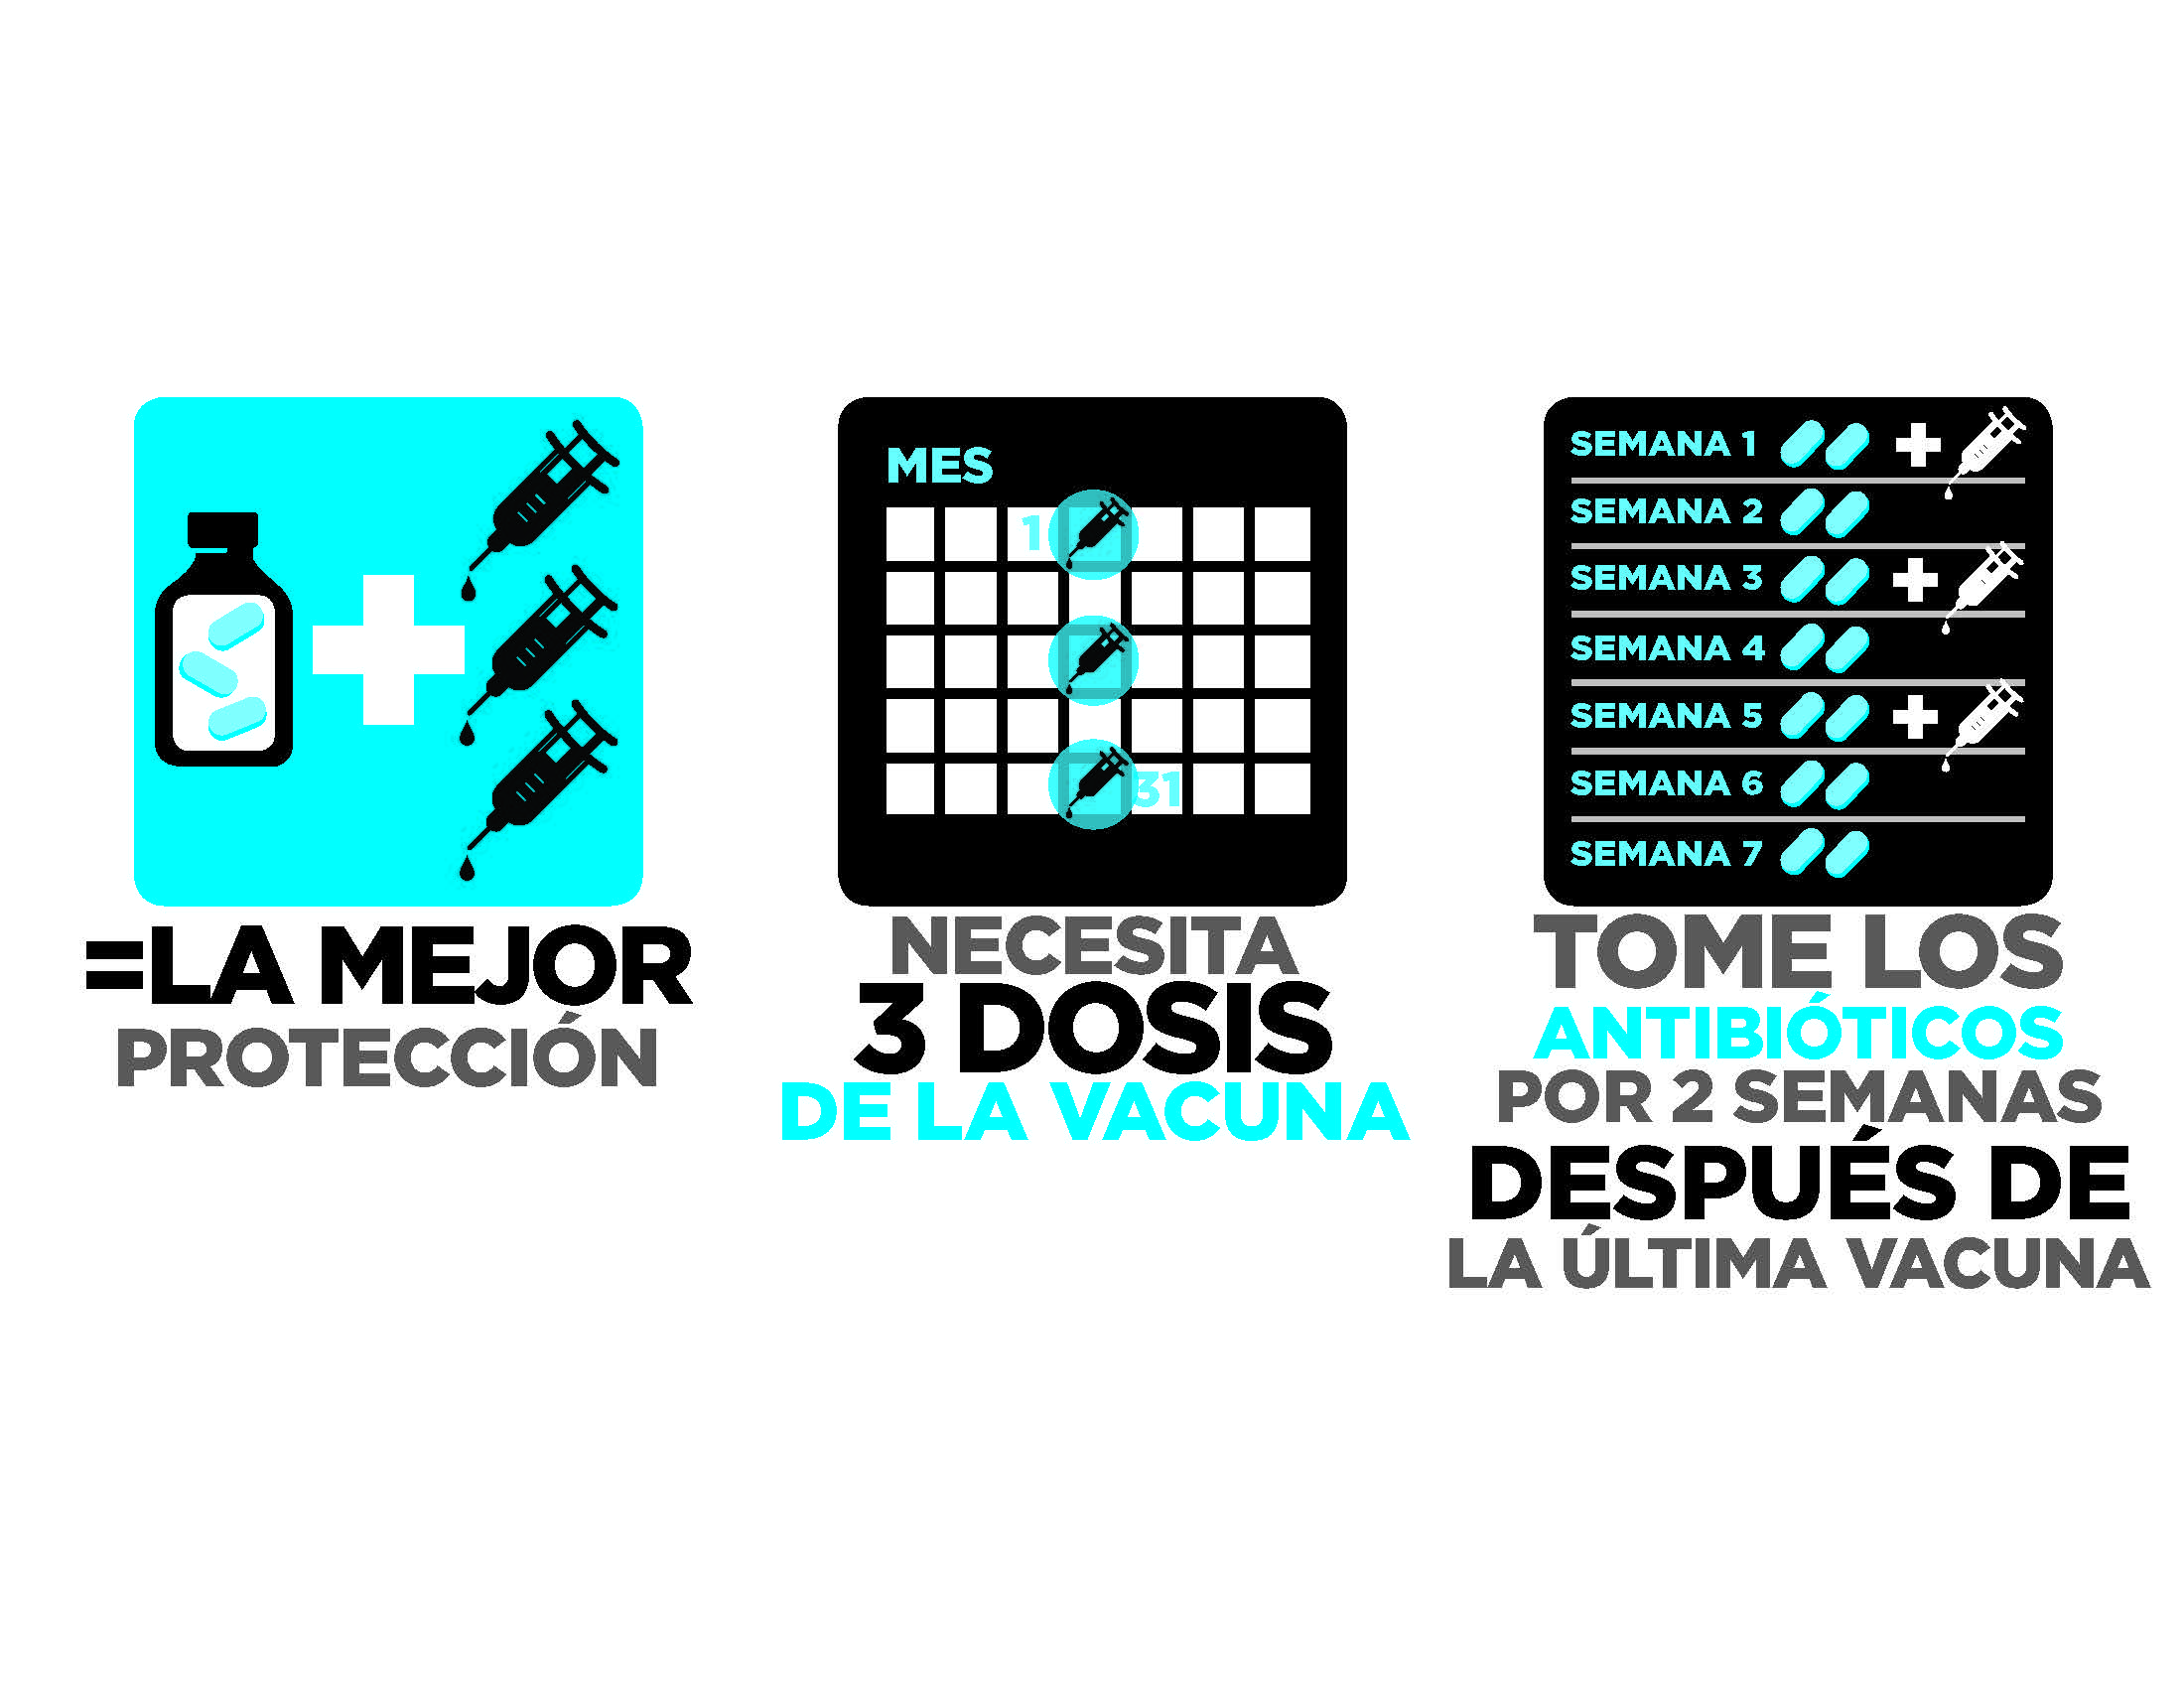 =LA MEJOR
PROTECCIÓN
MES
1
31
NECESITA
3 DOSIS
DE LA VACUNA
SEMANA 1
SEMANA 2
SEMANA 3
SEMANA 4
SEMANA 5
SEMANA 6
SEMANA 7
TOME LOS
ANTIBIÓTICOS
POR 2 SEMANAS
DESPUÉS DE
LA ÚLTIMA VACUNA